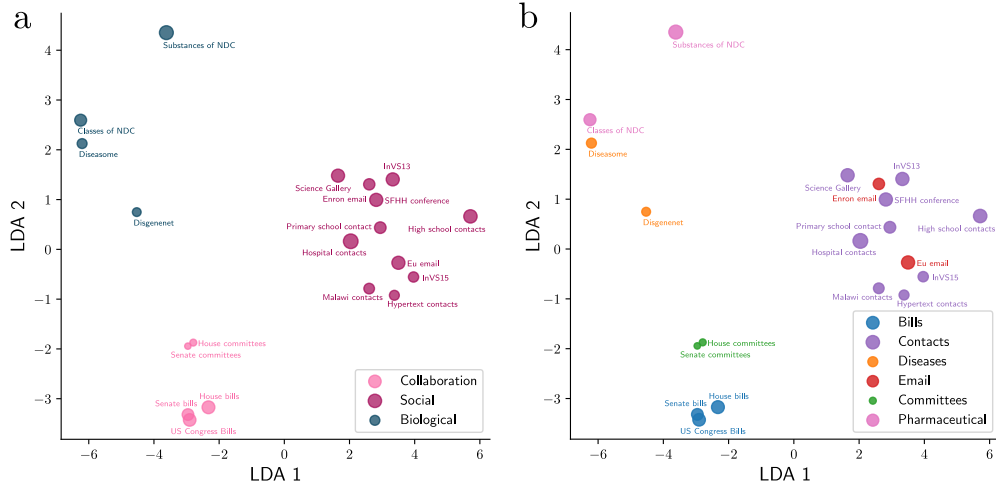 a
4
3
2
1
0
−1
−2
−3
LDA 2
−6
−4
−2
0
2
4
6
LDA 1
Substances of NDC
Classes of NDC
Diseasome
Disgenenet
InVS13
Science Gallery
Enron email
SFHH conference
Primary school contact
High school contacts
Hospital contacts
Eu email
InVS15
Malawi contacts
Hypertext contacts
House committees
Senate committees
House bills
Senate bills
US Congress Bills
Collaboration
Social
Biological
b
4
3
2
1
0
−1
−2
−3
LDA 2
−6
−4
−2
0
2
4
6
LDA 1
Substances of NDC
Classes of NDC
Diseasome
Disgenenet
InVS13
Science Gallery
Enron email
SFHH conference
Primary school contacts
High school contacts
Hospital contacts
Eu email
InVS15
Malawi contacts
Hypertext contacts
House committees
Senate committees
House bills
Senate bills
US Congress Bills
Bills
Contacts
Diseases
Email
Committees
Pharmaceutical